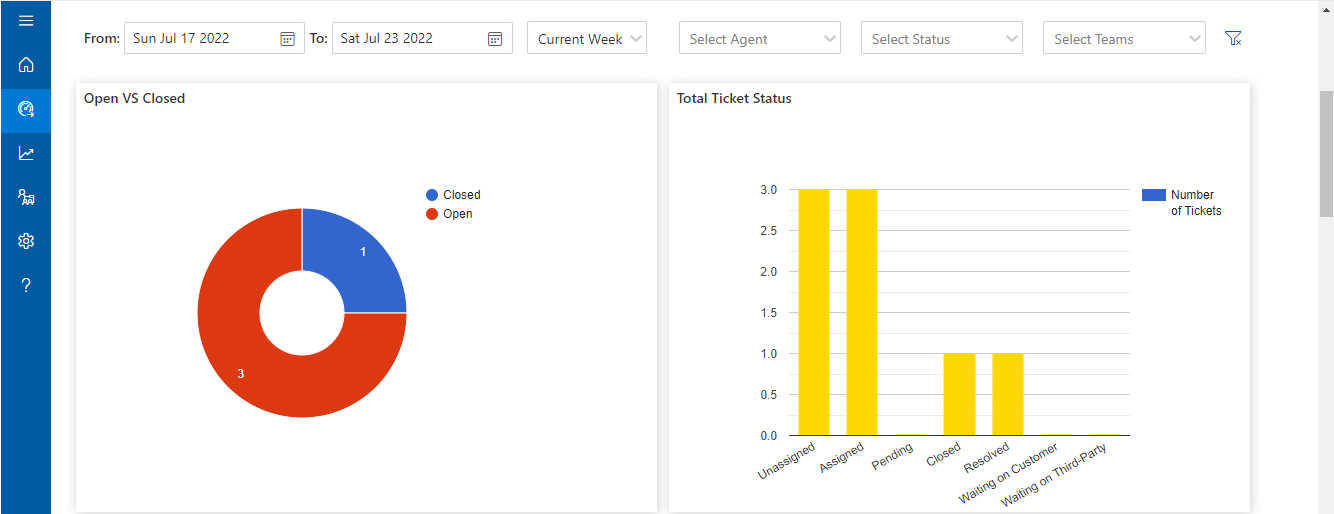 From: Sun Jul 17 2022 To: Sat Jul 23 2022 Current Week Select Agent Select Status Select Teams
Open VS Closed
Closed
Open
1
3
Total Ticket Status
3.0
2.5
2.0
1.5
1.0
0.5
0.0
Unassigned
Assigned
Pending
Closed
Resolved
Waiting on Customer
Waiting on Third-Party
Number
of Tickets
?